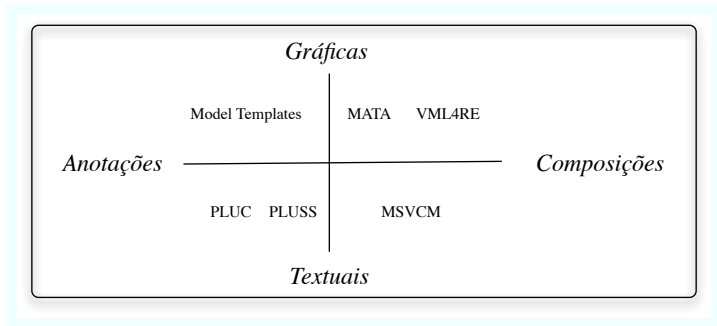 Gráficas
Model Templates MATA VML4RE
Anotações Composições
PLUC PLUSS MSVCM
Textuais